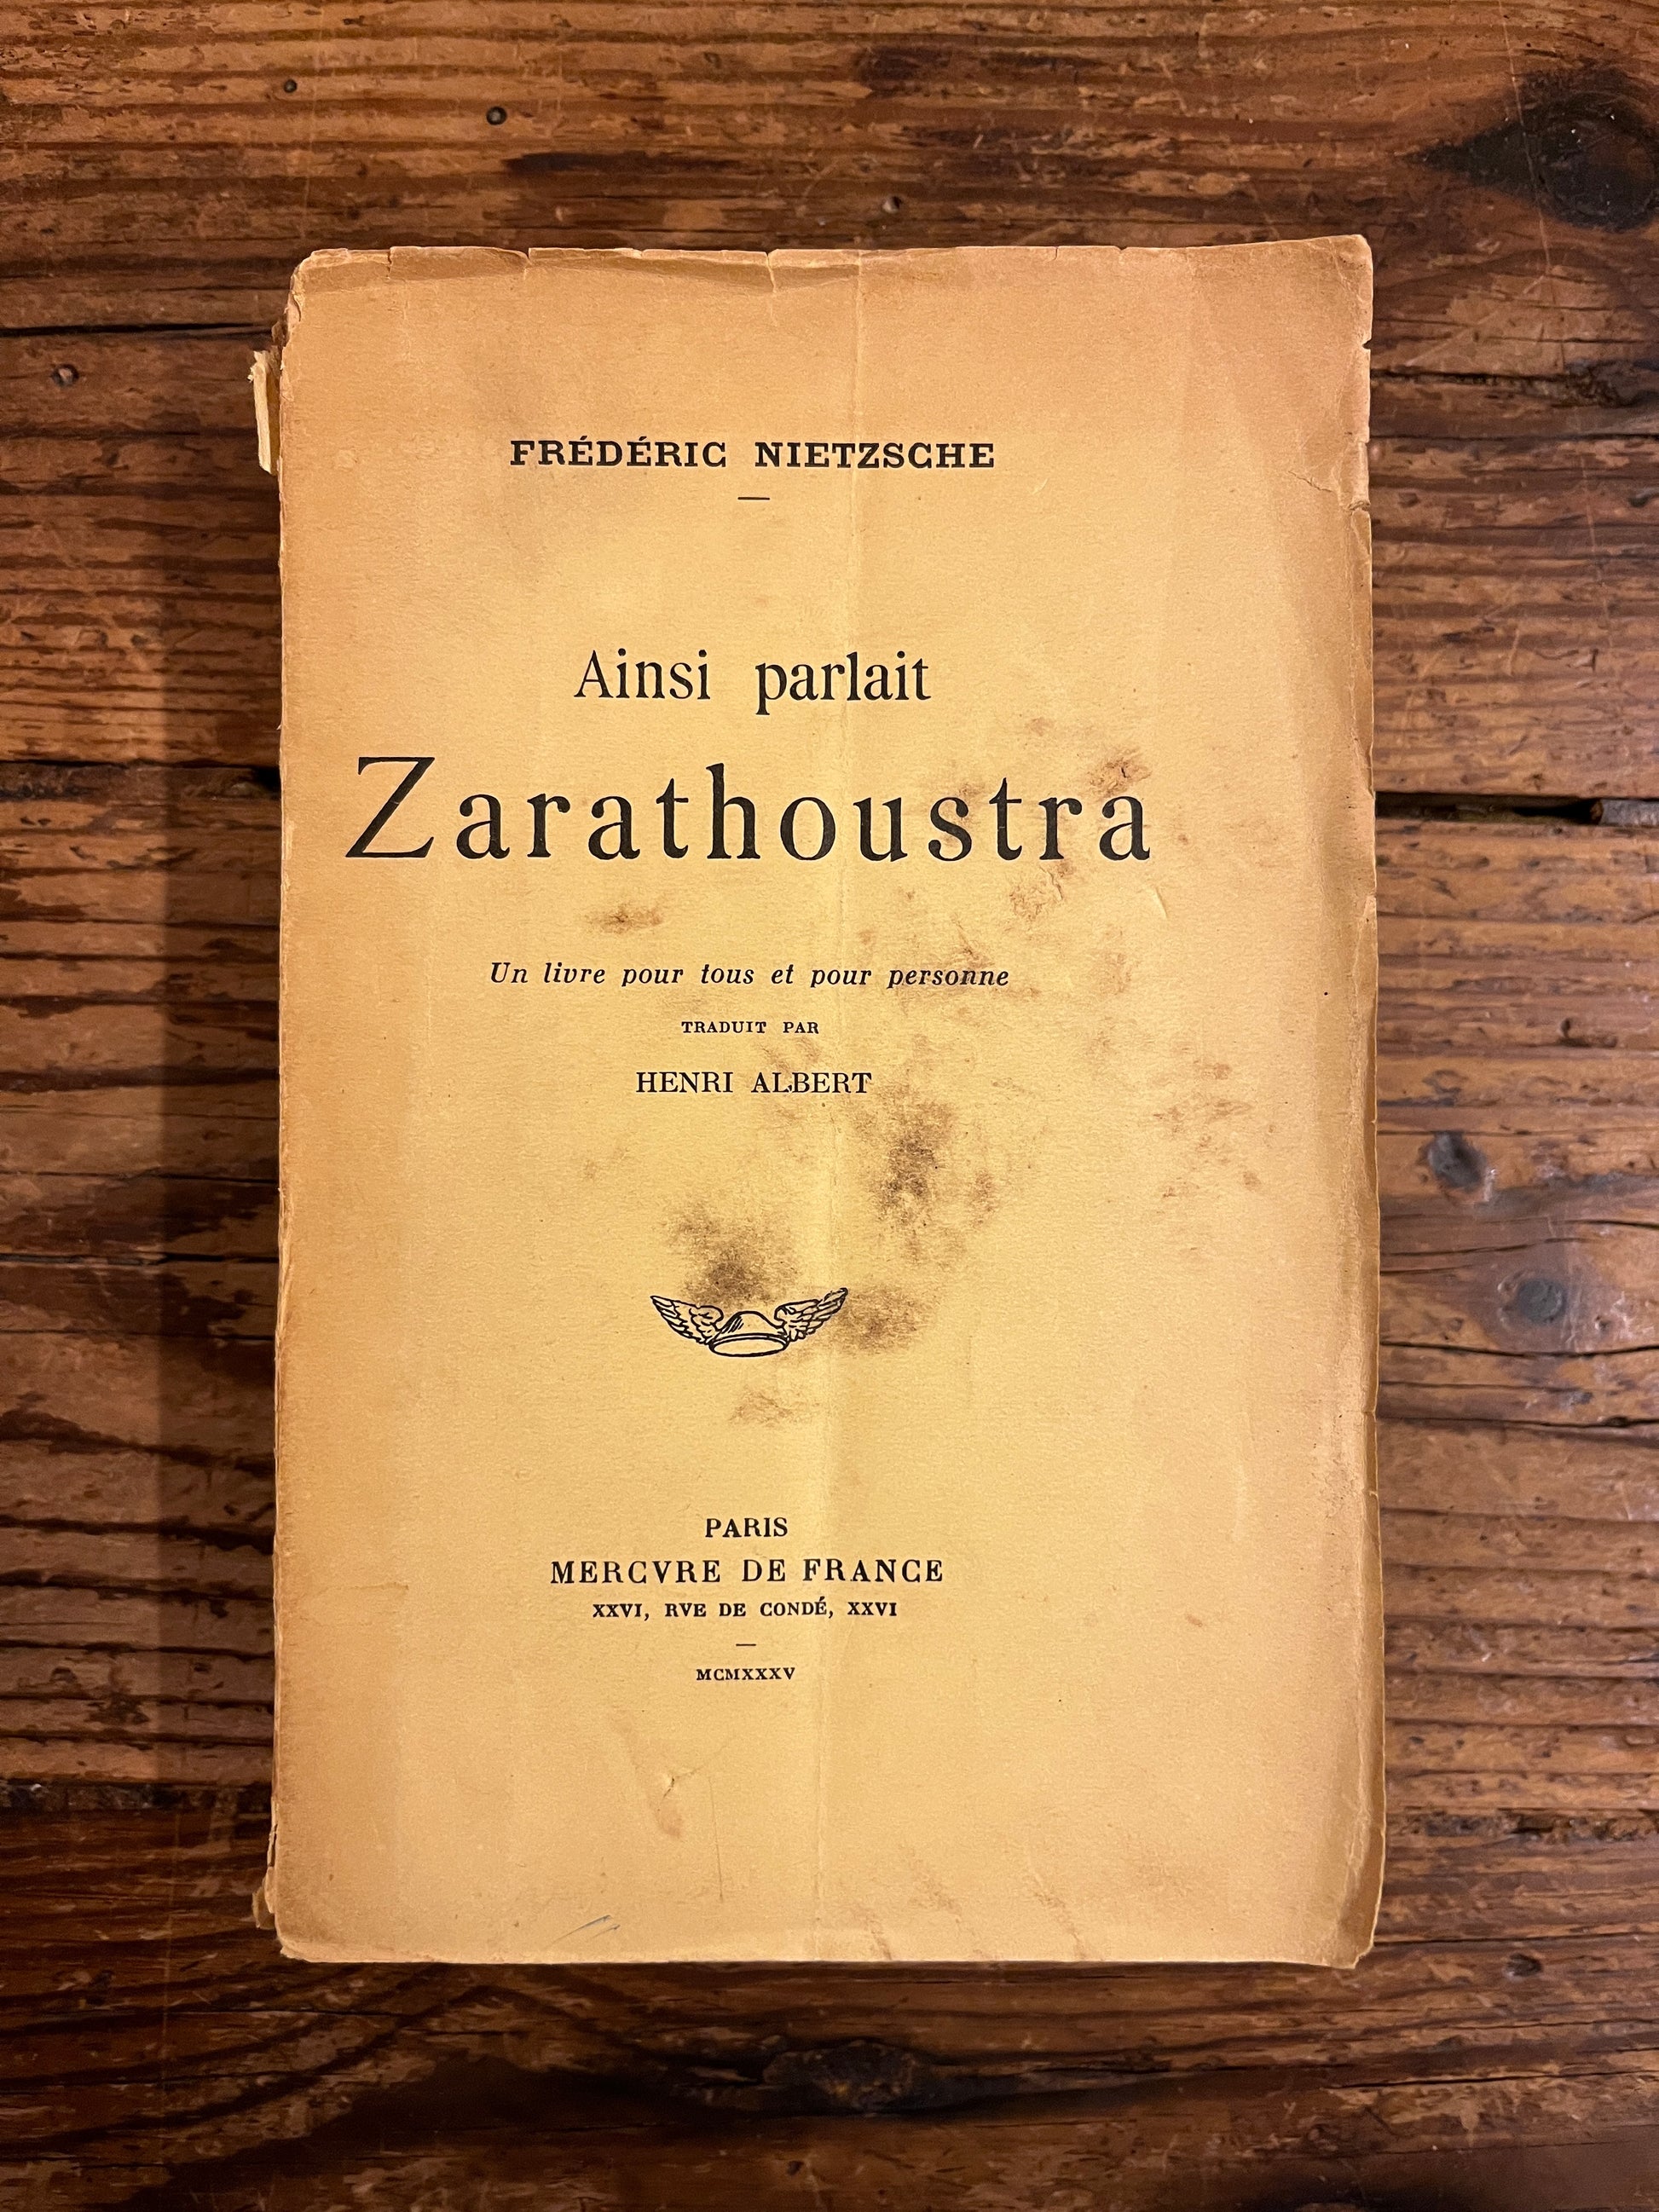 FRÉDÉRIC NIETZSCHE
Ainsi parlait
Zarathoustra
Un livre pour tous et pour personne
TRADUIT PAR
HENRI ALBERT
PARIS
MERCVRE DE FRANCE
XXVI, RVE DE CONDÉ, XXVI
MCMXXXV